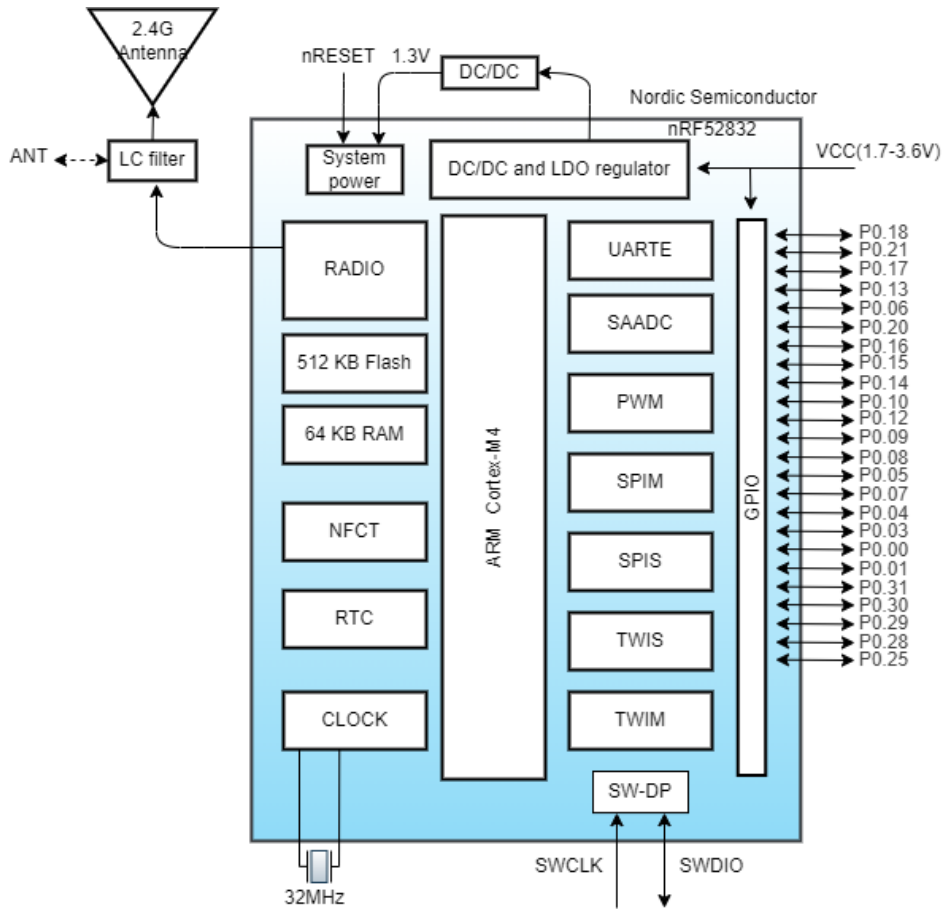 2.4G
Antenna
nRESET
1.3V
DC/DC
Nordic Semiconductor
nRF52832
ANT
LC filter
System
power
DC/DC and LDO regulator
VCC(1.7-3.6V)
RADIO
512 KB Flash
64 KB RAM
NFCT
RTC
CLOCK
32MHz
ARM Cortex-M4
UARTE
SAADC
PWM
SPIM
SPIS
TWIS
TWIM
SW-DP
SWCLK
SWDIO
GPIO
P0.18
P0.21
P0.17
P0.13
P0.06
P0.20
P0.16
P0.15
P0.14
P0.10
P0.12
P0.09
P0.08
P0.05
P0.07
P0.04
P0.03
P0.00
P0.01
P0.31
P0.30
P0.29
P0.28
P0.25